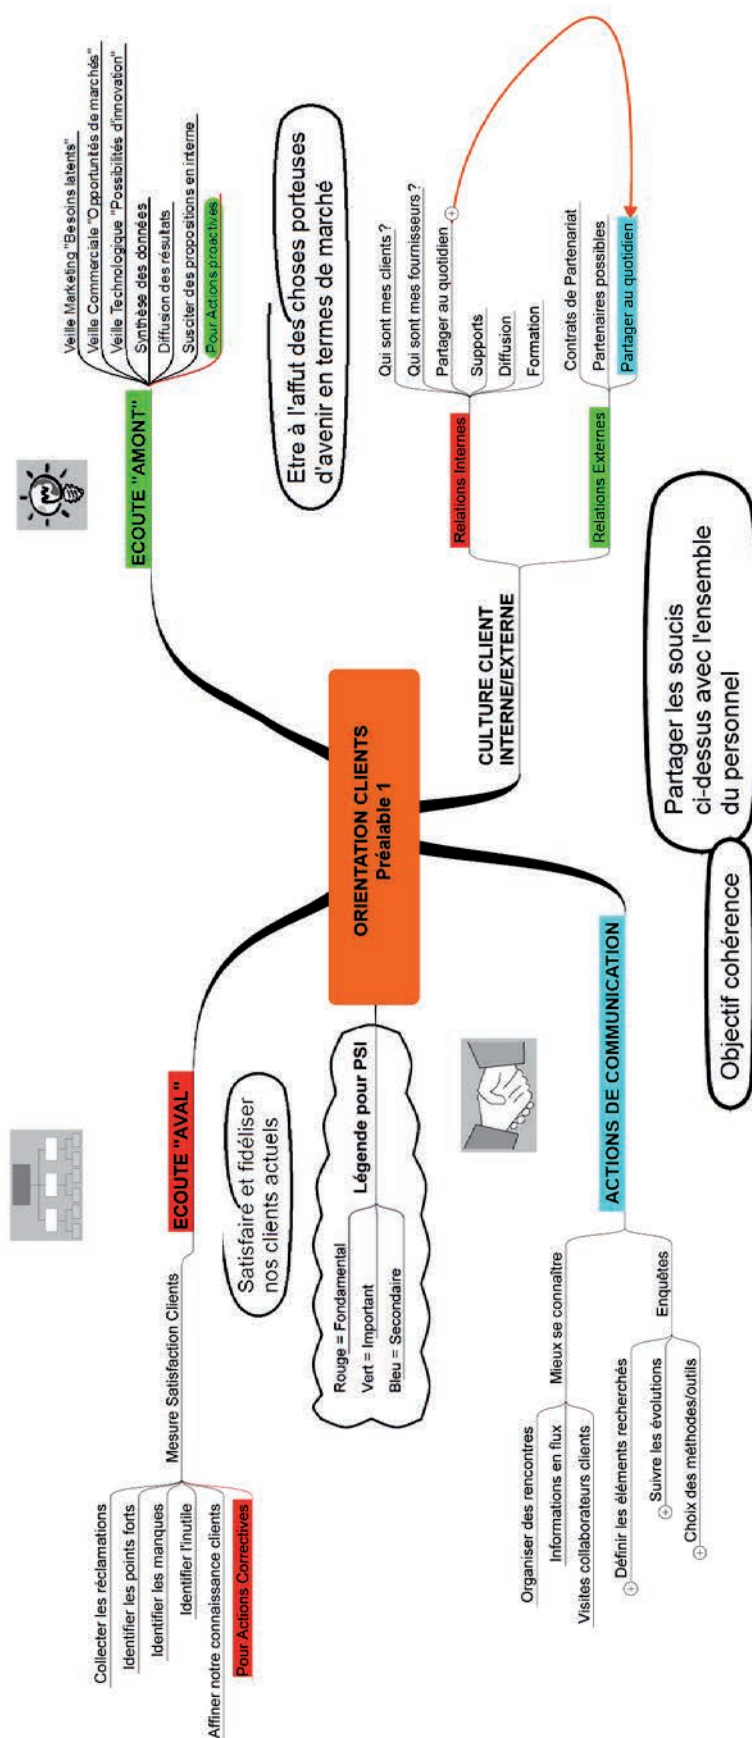 ORIENTATION CLIENTS
Préalable 1
ECOUTE "AMONT"
Veille Marketing "Besoins latents"
Veille Commerciale "Opportunités de marchés"
Veille Technologique "Possibilités d'innovation"
Synthèse des données
Diffusion des résultats
Susciter des propositions en interne
Pour Actions proactives
Etre à l'affut des choses porteuses
d'avenir en termes de marché
CULTURE CLIENT
INTERNE/EXTERNE
Relations Internes
Qui sont mes clients ?
Qui sont mes fournisseurs ?
Partager au quotidien
Supports
Diffusion
Formation
Relations Externes
Contrats de Partenariat
Partenaires possibles
Partager au quotidien
Partager les soucis
ci-dessus avec l'ensemble
du personnel
Objectif cohérence
ACTIONS DE COMMUNICATION
Mieux se connaître
Organiser des rencontres
Informations en flux
Visites collaborateurs clients
Enquêtes
Définir les éléments recherchés
Suivre les évolutions
Choix des méthodes/outils
Légende pour PSI
Rouge = Fondamental
Vert = Important
Bleu = Secondaire
ECOUTE "AVAL"
Satisfaire et fidéliser
nos clients actuels
Mesure Satisfaction Clients
Collecter les réclamations
Identifier les points forts
Identifier les manques
Identifier l'inutile
Affiner notre connaissance clients
Pour Actions Correctives